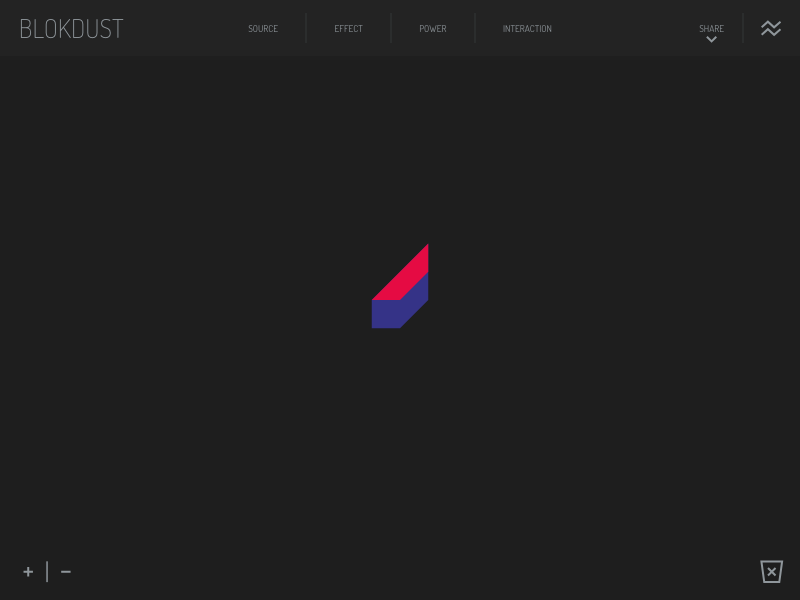 BLOKDUST
SOURCE
EFFECT
POWER
INTERACTION
SHARE